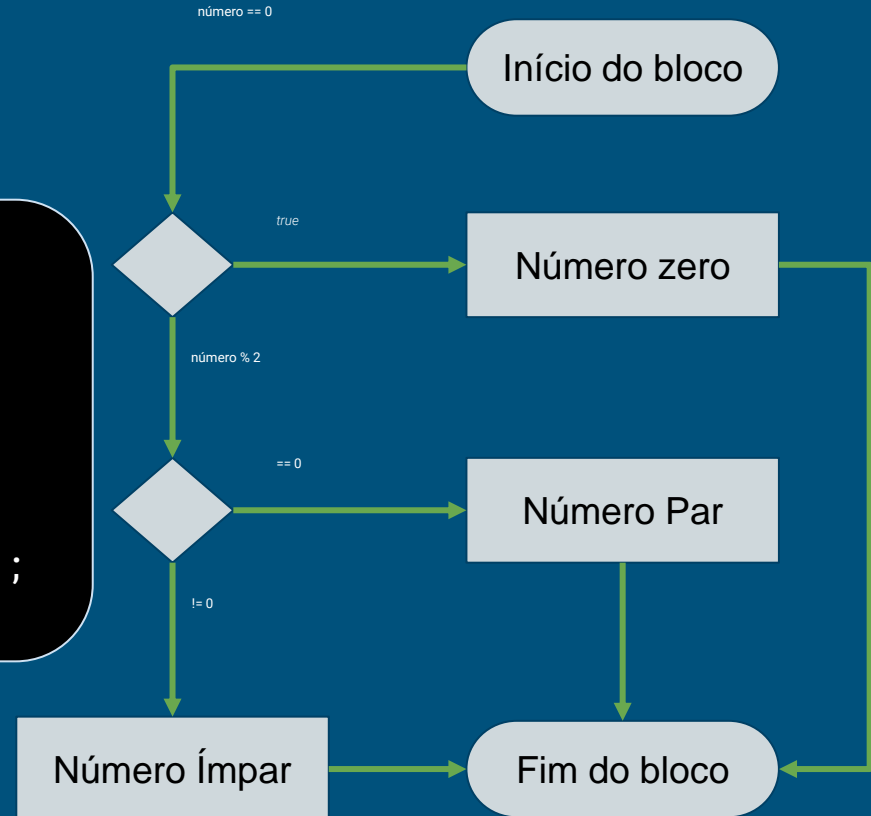 número == 0
Início do bloco
true
Número zero
número % 2
== 0
Número Par
;
!= 0
Número Ímpar
Fim do bloco